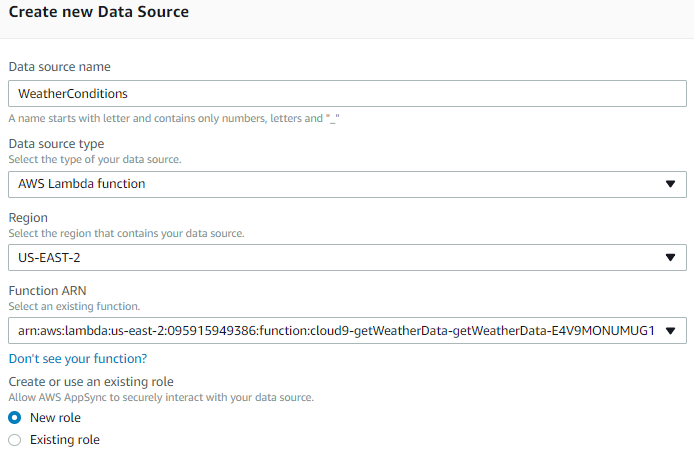 Create new Data Source
Data source name
WeatherConditions
A name starts with letter and contains only numbers, letters and "_"
Data source type
Select the type of your data source.
AWS Lambda function
Region
Select the region that contains your data source.
US-EAST-2
Function ARN
Select an existing function.
arn:aws:lambda:us-east-2:095915949386:function:cloud9-getWeatherData-getWeatherData-E4V9MONUMUG1
Don't see your function?
Create or use an existing role
Allow AWS AppSync to securely interact with your data source.
New role
Existing role